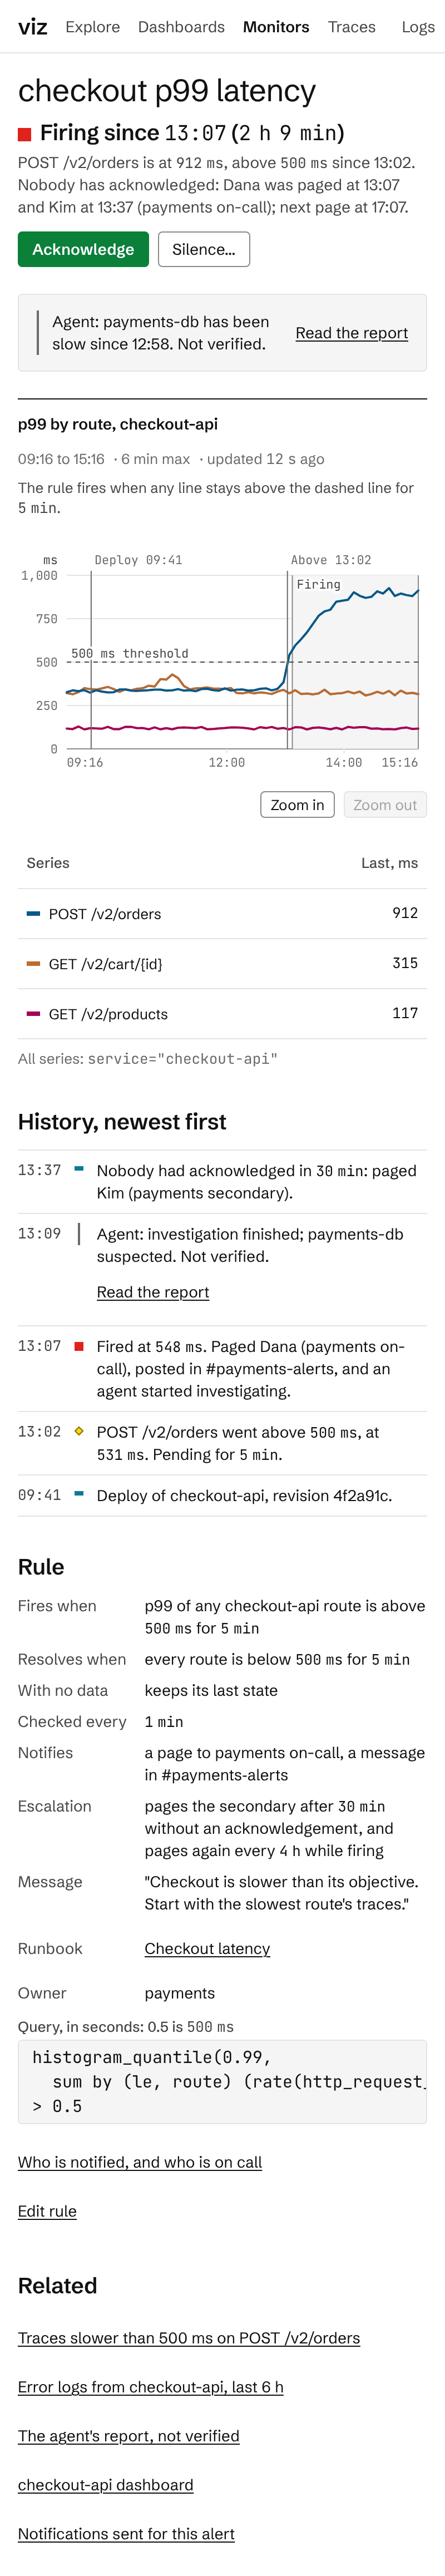 viz Explore Dashboards Monitors Traces Logs
checkout p99 latency
Firing since 13:07 (2 h 9 min)
POST /v2/orders is at 912 ms, above 500 ms since 13:02.
Nobody has acknowledged: Dana was paged at 13:07
and Kim at 13:37 (payments on-call); next page at 17:07.
Acknowledge Silence...
Agent: payments-db has been
slow since 12:58. Not verified.
Read the report
p99 by route, checkout-api
09:16 to 15:16 · 6 min max · updated 12 s ago
The rule fires when any line stays above the dashed line for
5 min.
ms Deploy 09:41 Above 13:02
1,000
Firing
750
500 ms threshold
500
250
0
09:16 12:00 14:00 15:16
Zoom in Zoom out
Series Last, ms
POST /v2/orders 912
GET /v2/cart/{id} 315
GET /v2/products 117
All series: service="checkout-api"
History, newest first
13:37 Nobody had acknowledged in 30 min: paged
Kim (payments secondary).
13:09 Agent: investigation finished; payments-db
suspected. Not verified.
Read the report
13:07 Fired at 548 ms. Paged Dana (payments on-
call), posted in #payments-alerts, and an
agent started investigating.
13:02 POST /v2/orders went above 500 ms, at
531 ms. Pending for 5 min.
09:41 Deploy of checkout-api, revision 4f2a91c.
Rule
Fires when p99 of any checkout-api route is above
500 ms for 5 min
Resolves when every route is below 500 ms for 5 min
With no data keeps its last state
Checked every 1 min
Notifies a page to payments on-call, a message
in #payments-alerts
Escalation pages the secondary after 30 min
without an acknowledgement, and
pages again every 4 h while firing
Message "Checkout is slower than its objective.
Start with the slowest route's traces."
Runbook Checkout latency
Owner payments
Query, in seconds: 0.5 is 500 ms
histogram_quantile(0.99,
sum by (le, route) (rate(http_request_
> 0.5
Who is notified, and who is on call
Edit rule
Related
Traces slower than 500 ms on POST /v2/orders
Error logs from checkout-api, last 6 h
The agent's report, not verified
checkout-api dashboard
Notifications sent for this alert